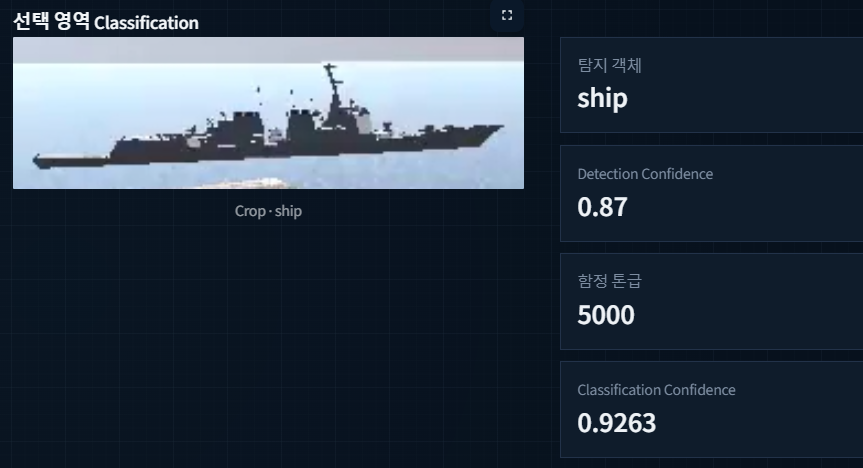 선택 영역 Classification
Crop · ship
탐지 객체
ship
Detection Confidence
0.87
함정 톤급
5000
Classification Confidence
0.9263